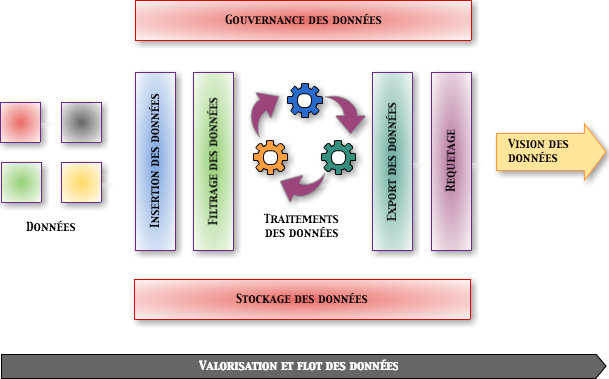 Gouvernance des données
Données
Insertion des données
Filtrage des données
Traitements
des données
Export des données
Requetage
Vision des
données
Stockage des données
Valorisation et flot des données